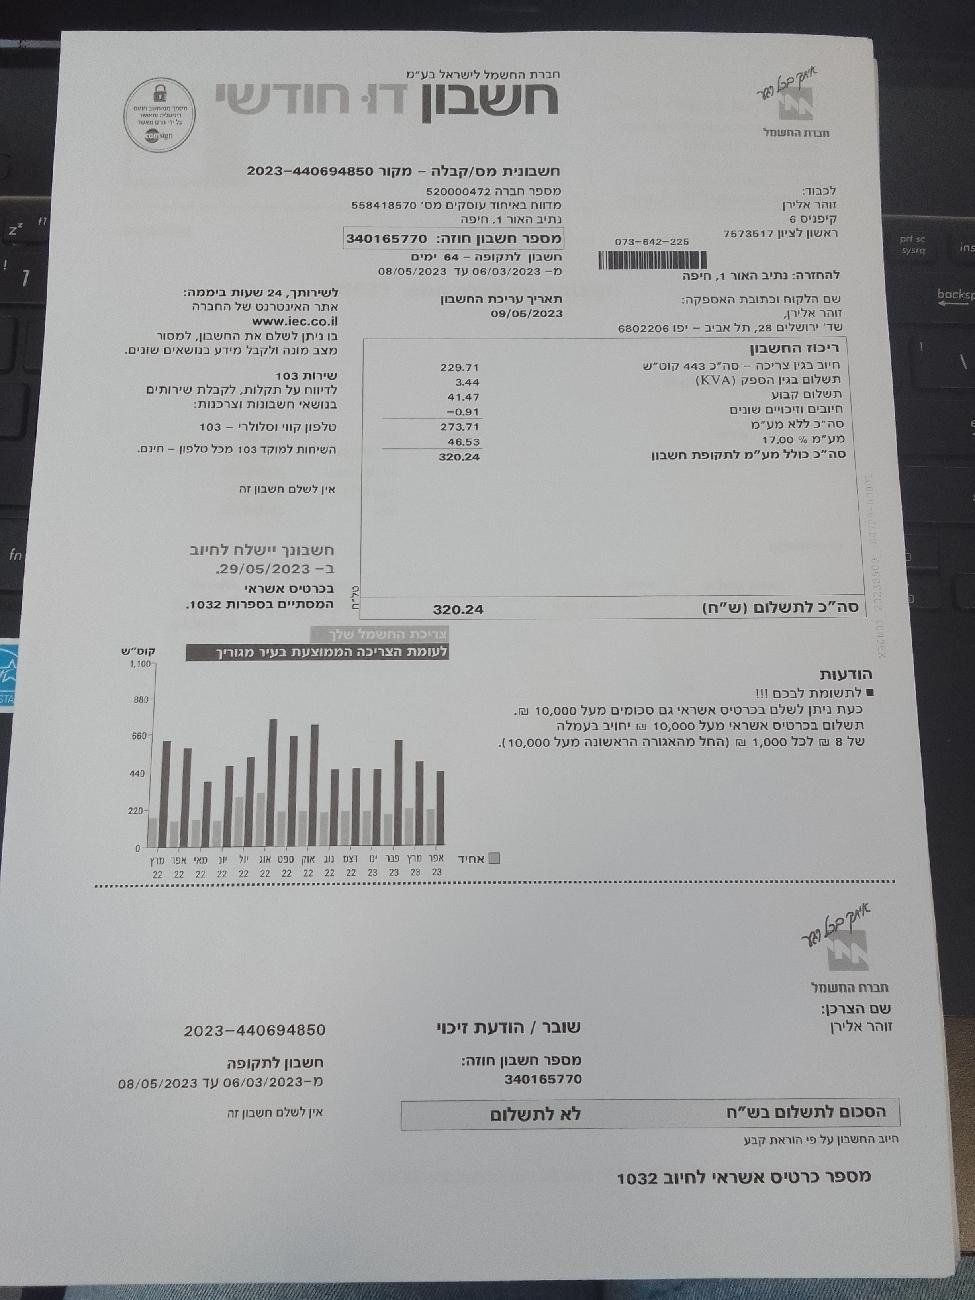 חברת החשמל לישראל בע"מ
חשבון דו-חודשי
איתך בכל רגע
חברת החשמל
חשבונית מס/קבלה – מקור 2023-440694850
מספר חברה 520000472
מדווח באיחוד עוסקים מס' 558418570
נתיב האור 1, חיפה
מספר חשבון חוזה: 340165770
חשבון לתקופה – 64 ימים
מ- 06/03/2023 עד 08/05/2023
לכבוד:
זוהר אלירן
קיפניס 6
ראשון לציון 7573517
073-642-225
להחזרה: נתיב האור 1, חיפה
תאריך עריכת החשבון
09/05/2023
שם הלקוח וכתובת האספקה:
זוהר אלירן,
שד' ירושלים 28, תל אביב – יפו 6802206
לשירותך, 24 שעות ביממה:
אתר האינטרנט של החברה
www.iec.co.il
בו ניתן לשלם את החשבון, למסור
מצב מונה ולקבל מידע בנושאים שונים.
שירות 103
לדיווח על תקלות, לקבלת שירותים
בנושאי חשבונות וצרכנות:
טלפון קווי וסלולרי – 103
השיחות למוקד 103 מכל טלפון – חינם.
אין לשלם חשבון זה
חשבונך יישלח לחיוב
ב- 29/05/2023.
בכרטיס אשראי
המסתיים בספרות 1032.
ריכוז החשבון
חיוב בגין צריכה – סה"כ 443 קוט"ש 229.71
תשלום בגין הספק (KVA) 3.44
תשלום קבוע 41.47
חיובים וזיכויים שונים -0.91
סה"כ ללא מע"מ 273.71
מע"מ % 17.00 46.53
סה"כ כולל מע"מ לתקופת חשבון 320.24
סה"כ לתשלום (ש"ח) 320.24
טל"ח
צריכת החשמל שלך
לעומת הצריכה הממוצעת בעיר מגוריך
קוט"ש
1,100
880
660
440
220
0
מרץ אפר מאי יונ יול אוג ספט אוק נוב דצמ ינ פבר מרץ אפר
22 22 22 22 22 22 22 22 22 22 23 23 23 23
אחיד
הודעות
■ לתשומת לבכם !!!
כעת ניתן לשלם בכרטיס אשראי גם סכומים מעל 10,000 ₪.
תשלום בכרטיס אשראי מעל 10,000 ₪ יחויב בעמלה
של 8 ₪ לכל 1,000 ₪ (החל מהאגורה הראשונה מעל 10,000).
איתך בכל רגע
חברת החשמל
שם הצרכן:
זוהר אלירן
שובר / הודעת זיכוי
2023-440694850
מספר חשבון חוזה:
340165770
חשבון לתקופה
מ-06/03/2023 עד 08/05/2023
הסכום לתשלום בש"ח לא לתשלום
אין לשלם חשבון זה
חיוב החשבון על פי הוראת קבע
מספר כרטיס אשראי לחיוב 1032